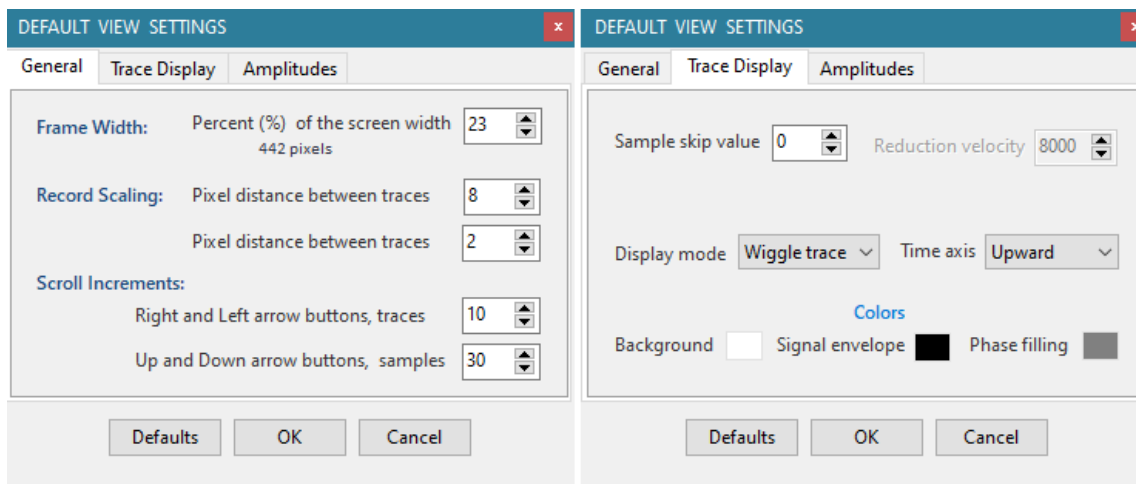 DEFAULT VIEW SETTINGS
x
General Trace Display Amplitudes
Frame Width: Percent (%) of the screen width 23
442 pixels
Record Scaling: Pixel distance between traces 8
Pixel distance between traces 2
Scroll Increments:
Right and Left arrow buttons, traces 10
Up and Down arrow buttons, samples 30
Defaults OK Cancel
DEFAULT VIEW SETTINGS
x
General Trace Display Amplitudes
Sample skip value 0 Reduction velocity 8000
Display mode Wiggle trace Time axis Upward
Colors
Background Signal envelope Phase filling
Defaults OK Cancel